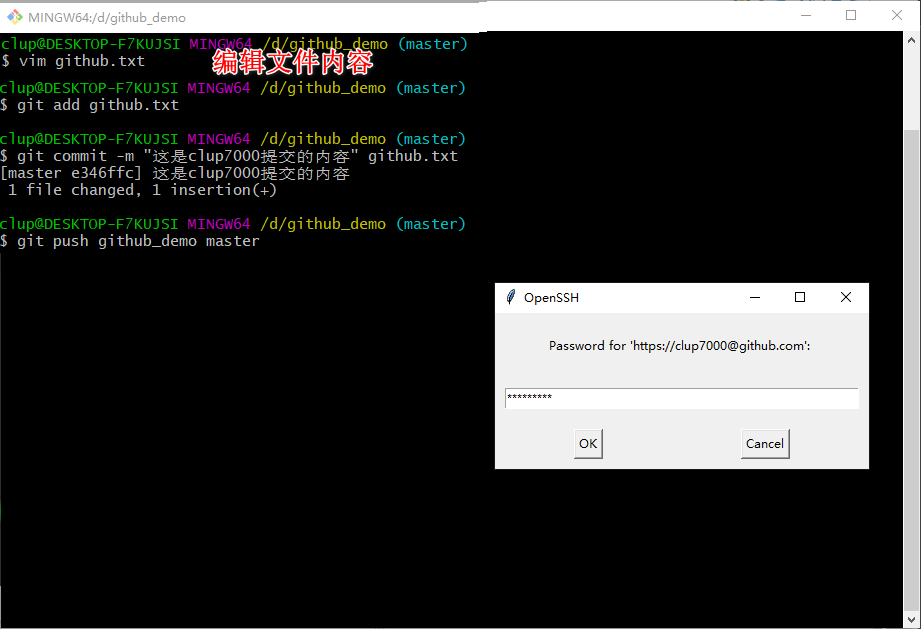 MINGW64:/d/github_demo
clup@DESKTOP-F7KUJSI MINGW64 /d/github_demo (master)
$ vim github.txt
编辑文件内容
clup@DESKTOP-F7KUJSI MINGW64 /d/github_demo (master)
$ git add github.txt
clup@DESKTOP-F7KUJSI MINGW64 /d/github_demo (master)
$ git commit -m "这是clup7000提交的内容" github.txt
[master e346ffc] 这是clup7000提交的内容
1 file changed, 1 insertion(+)
clup@DESKTOP-F7KUJSI MINGW64 /d/github_demo (master)
$ git push github_demo master
OpenSSH
Password for 'https://clup7000@github.com':
*********
OK
Cancel